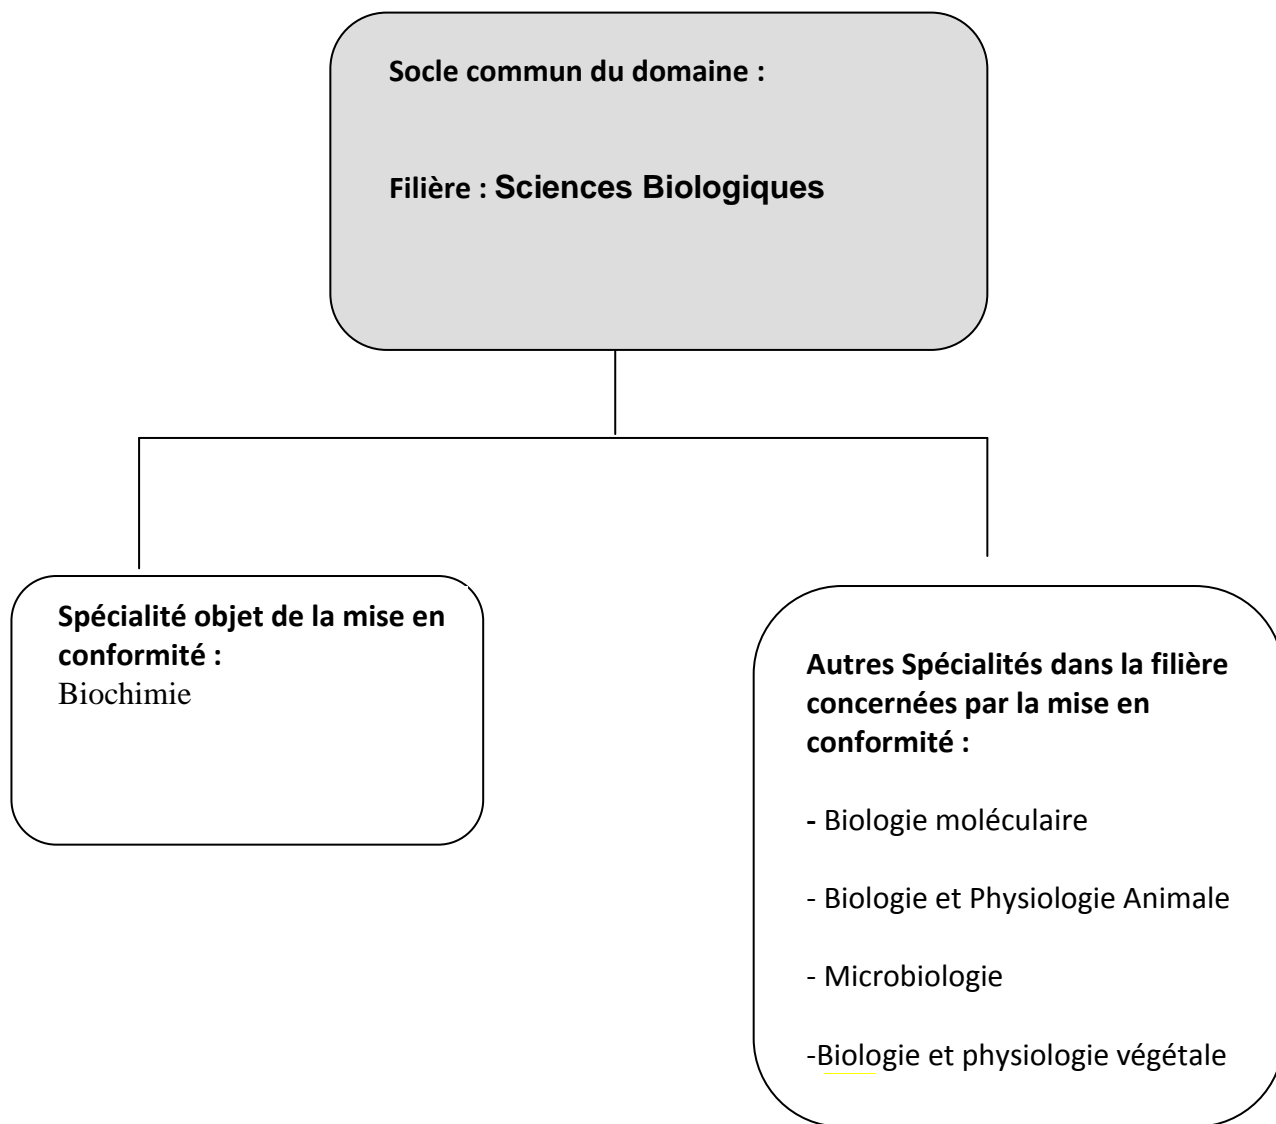 Socle commun du domaine :
Filière : Sciences Biologiques
Spécialité objet de la mise en
conformité :
Biochimie
Autres Spécialités dans la filière
concernées par la mise en
conformité :
- Biologie moléculaire
- Biologie et Physiologie Animale
- Microbiologie
-Biologie et physiologie végétale